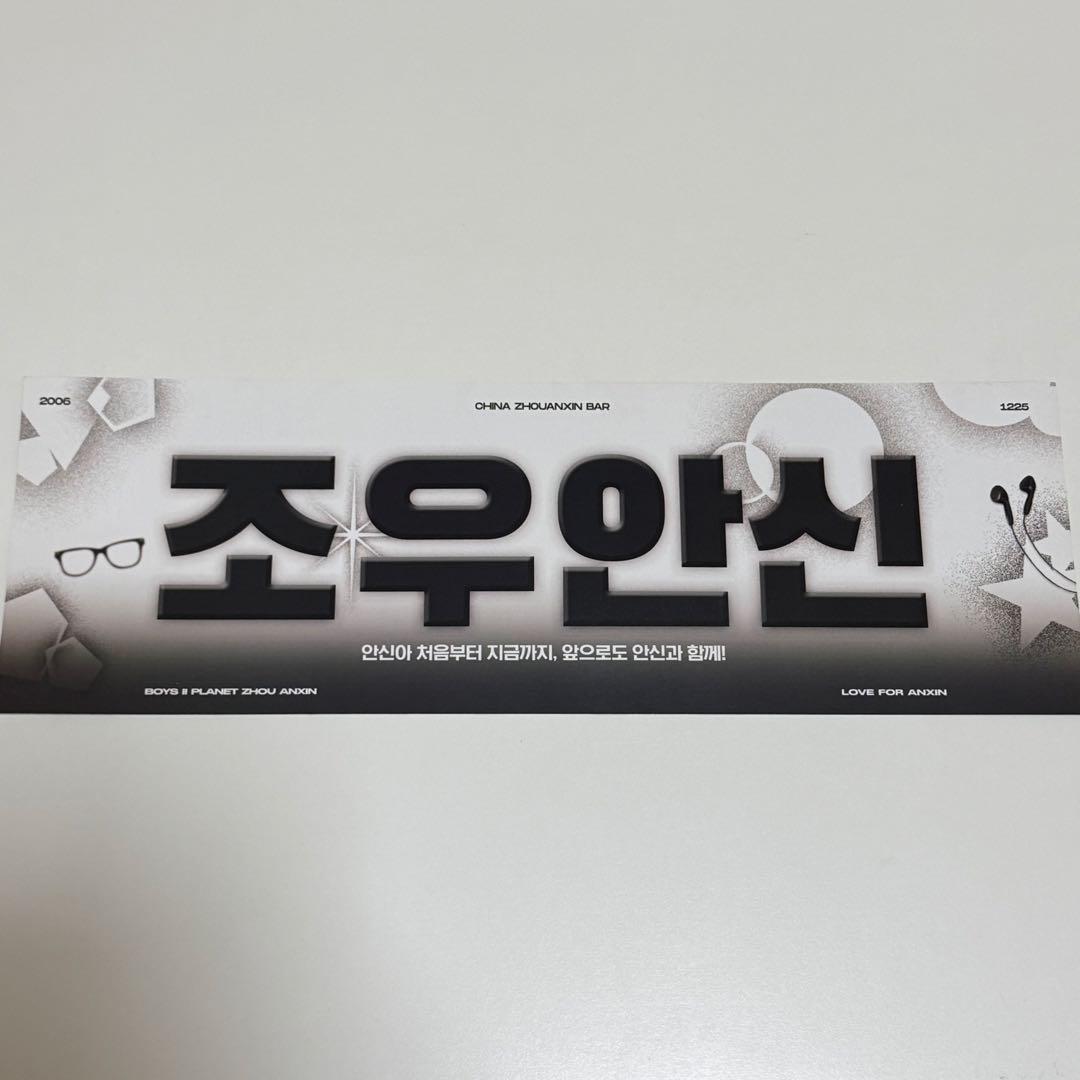 2006
CHINA ZHOUANXIN BAR
1225
조우안신
안신아 처음부터 지금까지, 앞으로도 안신과 함께!
BOYS II PLANET ZHOU ANXIN
LOVE FOR ANXIN